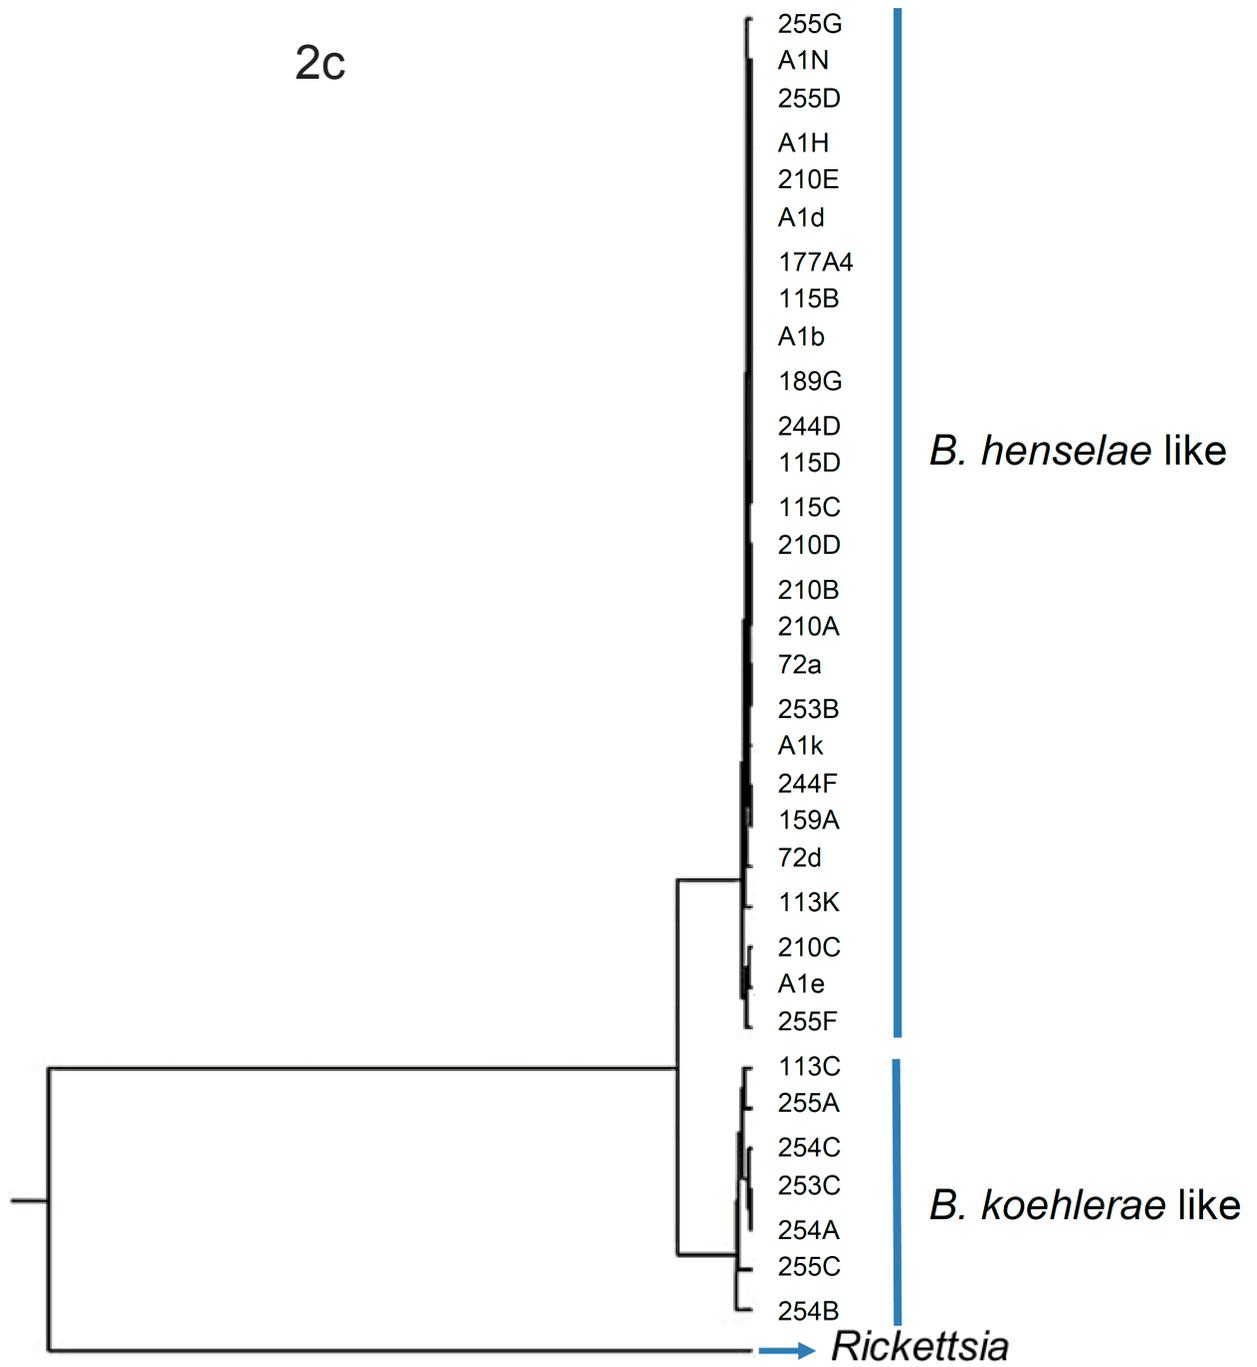 2c
255G
A1N
255D
A1H
210E
A1d
177A4
115B
A1b
189G
244D
B. henselae like
115D
115C
210D
210B
210A
72a
253B
A1k
244F
159A
72d
113K
210C
A1e
255F
113C
255A
254C
253C
B. koehlerae like
254A
255C
254B
Rickettsia